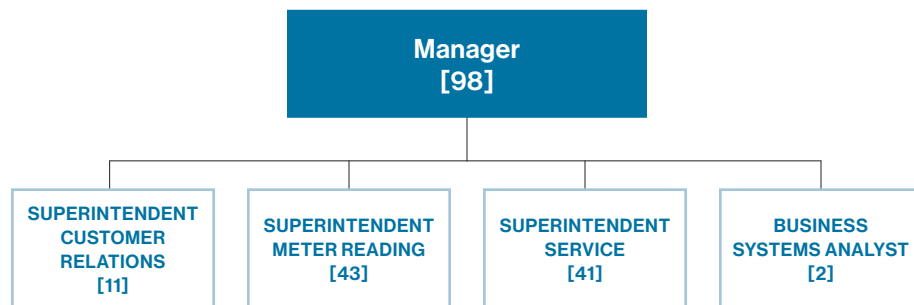 Manager
[98]
SUPERINTENDENT
CUSTOMER
RELATIONS
[11]
SUPERINTENDENT
METER READING
[43]
SUPERINTENDENT
SERVICE
[41]
BUSINESS
SYSTEMS ANALYST
[2]